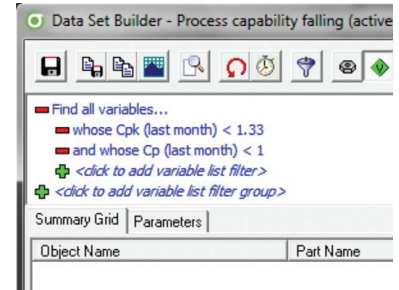 Data Set Builder - Process capability falling (active
Find all variables...
whose Cpk (last month) < 1.33
and whose Cp (last month) < 1
<click to add variable list filter>
<click to add variable list filter group>
Summary Grid Parameters
Object Name Part Name